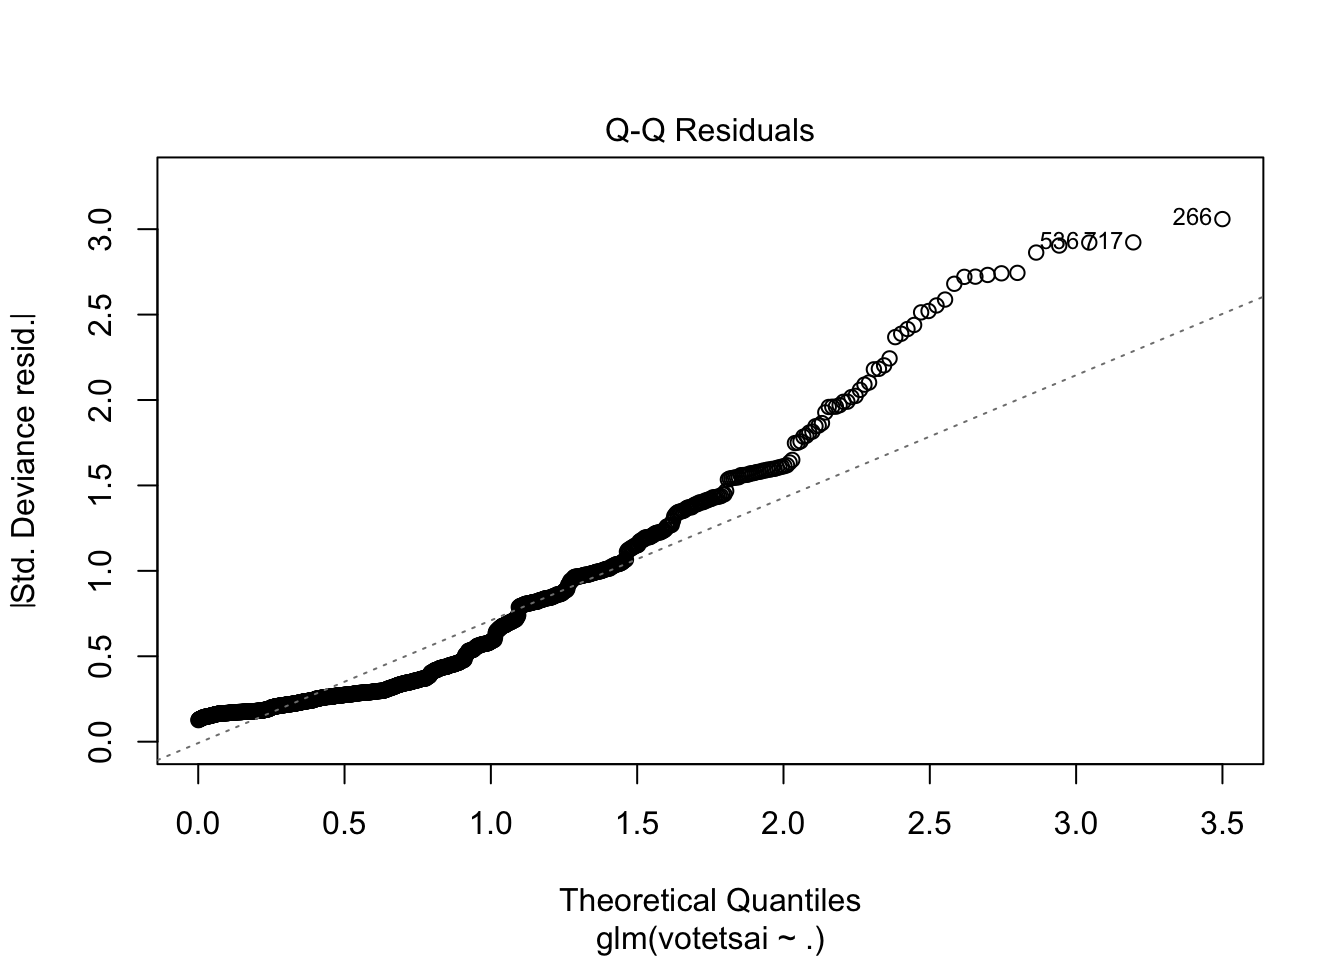 Q-Q Residuals
|Std. Deviance resid.|
3.0
2.5
2.0
1.5
1.0
0.5
0.0
266
536 717
0.0 0.5 1.0 1.5 2.0 2.5 3.0 3.5
Theoretical Quantiles
glm(votetsai ~ .)